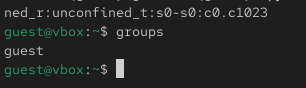 ned_r:unconfined_t:s0-s0:c0.c1023
guest@vbox:~$ groups
guest
guest@vbox:~$